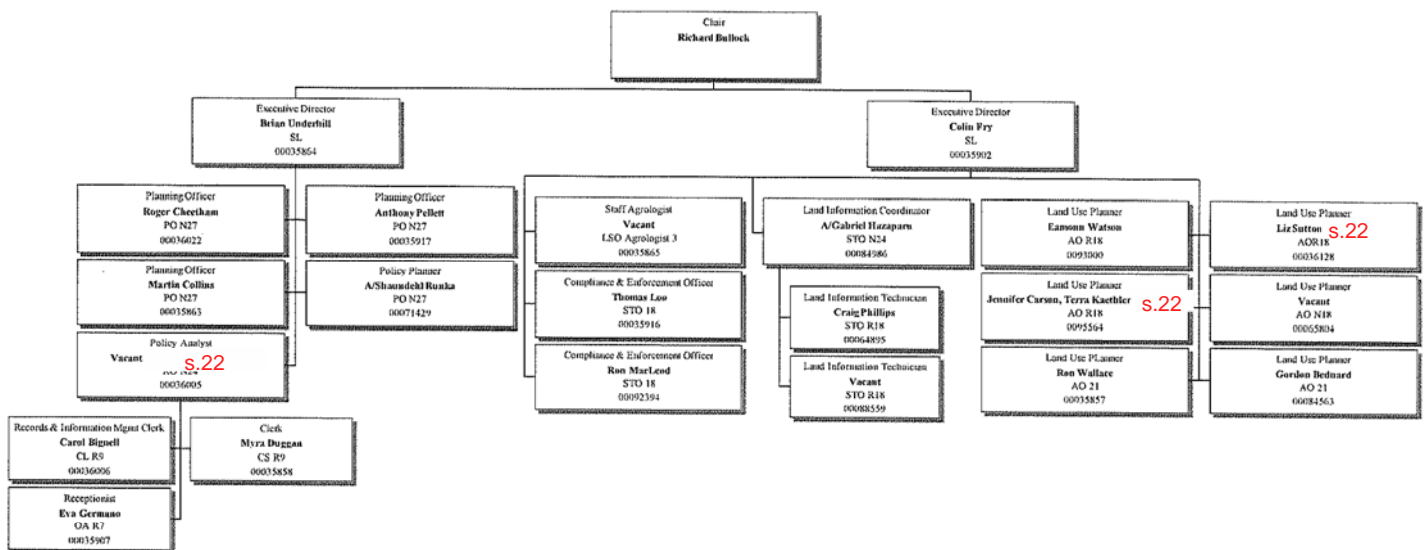 Chair
Richard Bullock
Executive Director
Brian Underhill
SL
00035864
Executive Director
Colin Fry
SL
00035902
Planning Officer
Roger Cheetham
PO N27
00036022
Planning Officer
Anthony Pellett
PO N27
00035917
Planning Officer
Martin Collins
PO N27
00035863
Policy Planner
A/Shaundehl Runka
PO N27
00071429
Policy Analyst
Vacant s.22
00036005
Records & Information Mgmt Clerk
Carol Bignell
CL R9
00036006
Clerk
Myra Duggan
CS R9
00035858
Receptionist
Eva Germano
OA R7
00035907
Staff Agrologist
Vacant
LSO Agrologist 3
00035865
Compliance & Enforcement Officer
Thomas Loo
STO 18
00035916
Compliance & Enforcement Officer
Ron MacLeod
STO 18
00092394
Land Information Coordinator
A/Gabriel Hazaparu
STO N24
00084986
Land Information Technician
Craig Phillips
STO R18
00064895
Land Information Technician
Vacant
STO R18
00088559
Land Use Planner
Eamonn Watson
AO R18
0093000
Land Use Planner
Liz Sutton s.22
AOR18
00036128
Land Use Planner
Jennifer Carson, Terra Kaethler s.22
AO R18
0095564
Land Use Planner
Vacant
AO N18
00065804
Land Use PLanner
Ron Wallace
AO 21
00035857
Land Use Planner
Gordon Bednard
AO 21
00084563